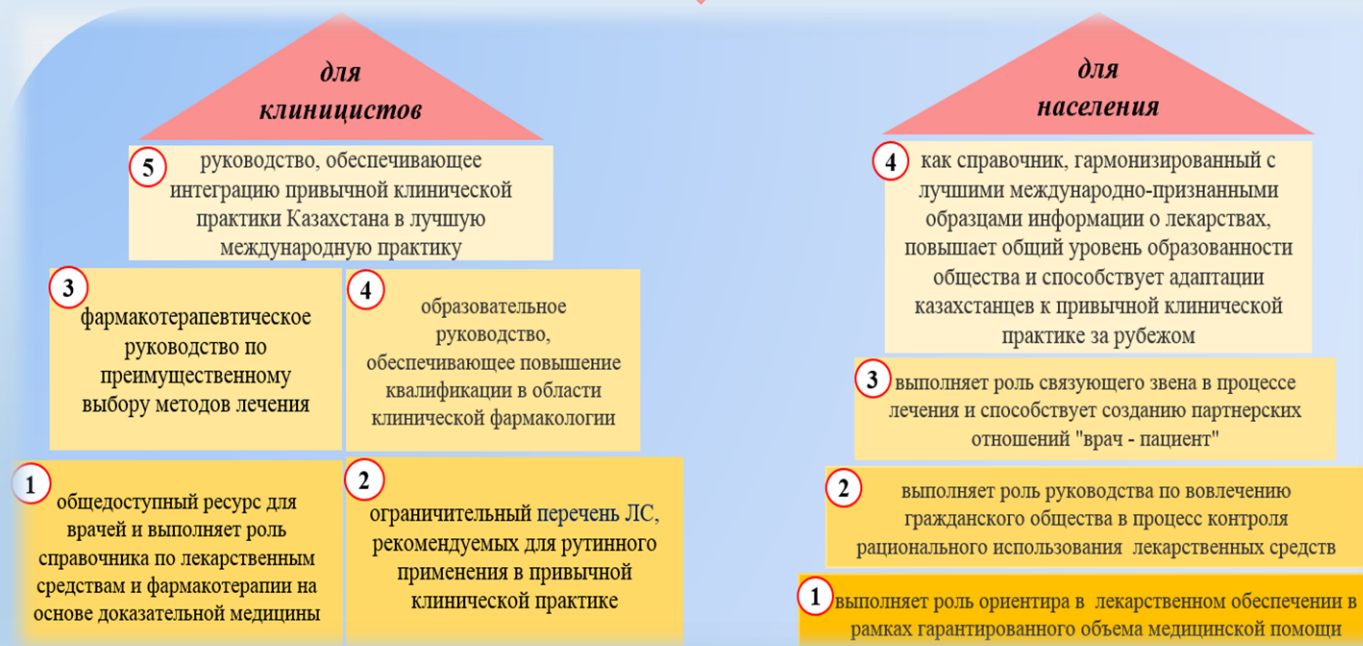 для
клиницистов
5
руководство, обеспечивающее
интеграцию привычной клинической
практики Казахстана в лучшую
международную практику
3
фармакотерапевтическое
руководство по
преимущественному
выбору методов лечения
4
образовательное
руководство,
обеспечивающее повышение
квалификации в области
клинической фармакологии
1
общедоступный ресурс для
врачей и выполняет роль
справочника по лекарственным
средствам и фармакотерапии на
основе доказательной медицины
2
ограничительный перечень ЛС,
рекомендуемых для рутинного
применения в привычной
клинической практике
для
населения
4
как справочник, гармонизированный с
лучшими международно-признанными
образцами информации о лекарствах,
повышает общий уровень образованности
общества и способствует адаптации
казахстанцев к привычной клинической
практике за рубежом
3
выполняет роль связующего звена в процессе
лечения и способствует созданию партнерских
отношений "врач - пациент"
2
выполняет роль руководства по вовлечению
гражданского общества в процесс контроля
рационального использования лекарственных средств
1
выполняет роль ориентира в лекарственном обеспечении в
рамках гарантированного объема медицинской помощи